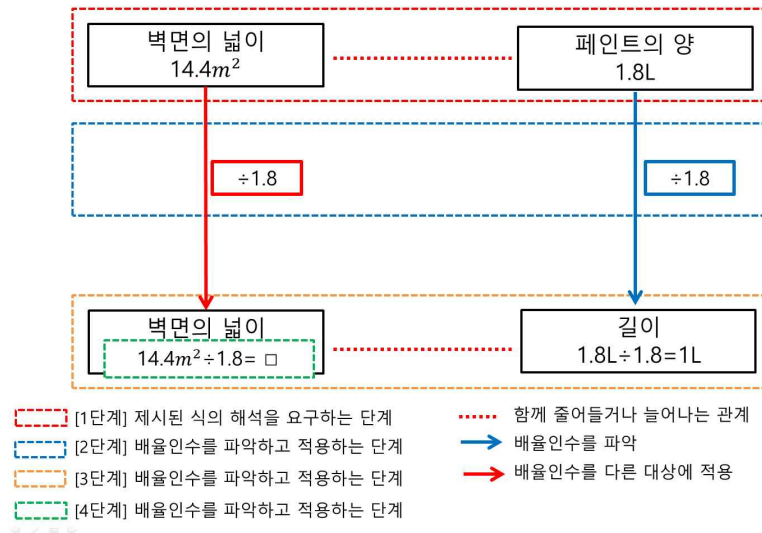 벽면의 넓이
14.4m²
페인트의 양
1.8L
÷1.8
÷1.8
벽면의 넓이
14.4m²÷1.8= □
길이
1.8L÷1.8=1L
[1단계] 제시된 식의 해석을 요구하는 단계
[2단계] 배율인수를 파악하고 적용하는 단계
[3단계] 배율인수를 파악하고 적용하는 단계
[4단계] 배율인수를 파악하고 적용하는 단계
함께 줄어들거나 늘어나는 관계
배율인수를 파악
배율인수를 다른 대상에 적용